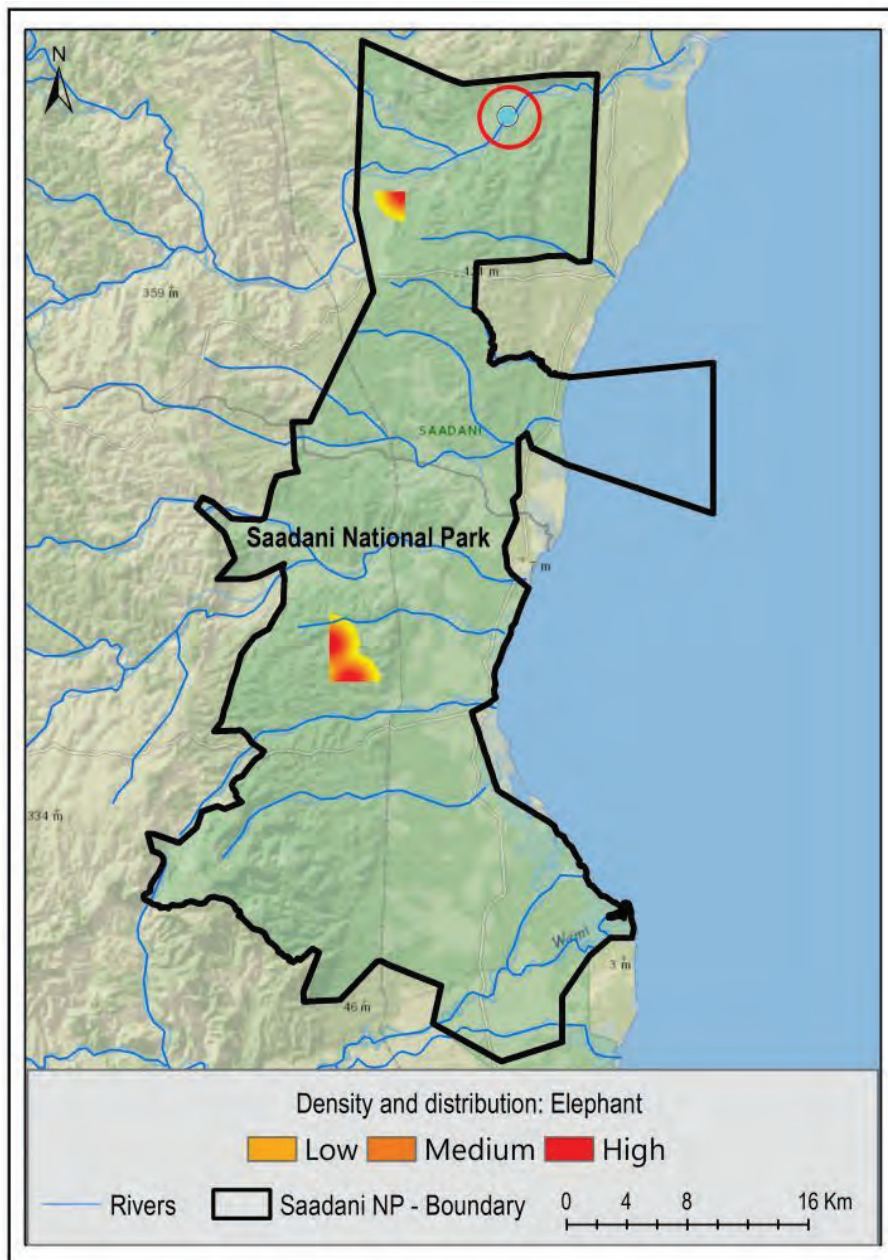 N
359 m
SAADANI
Saadani National Park
7 m
334 m
Wami
3 m
46 m
Density and distribution: Elephant
Low Medium High
Rivers Saadani NP - Boundary 0 4 8 16 Km